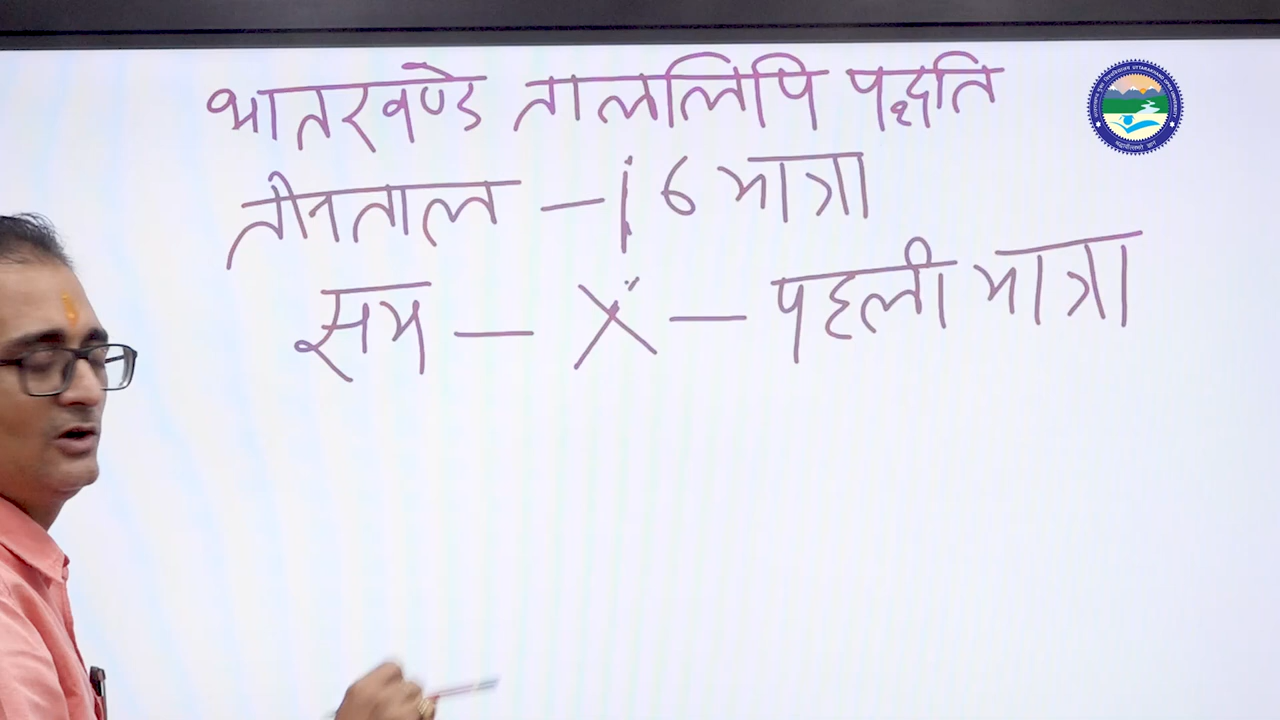 भातखण्डे ताललिपि पद्धति
तीनताल – 16 मात्रा
सम – X – पहली मात्रा